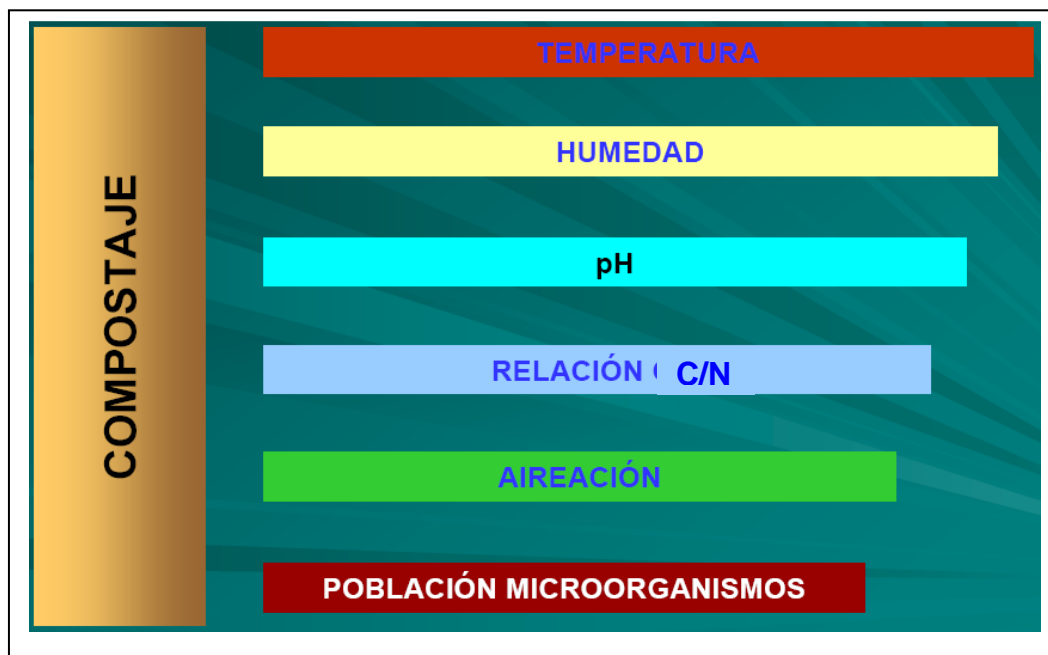 COMPOSTAJE
TEMPERATURA
HUMEDAD
pH
RELACIÓN C/N
AIREACIÓN
POBLACIÓN MICROORGANISMOS